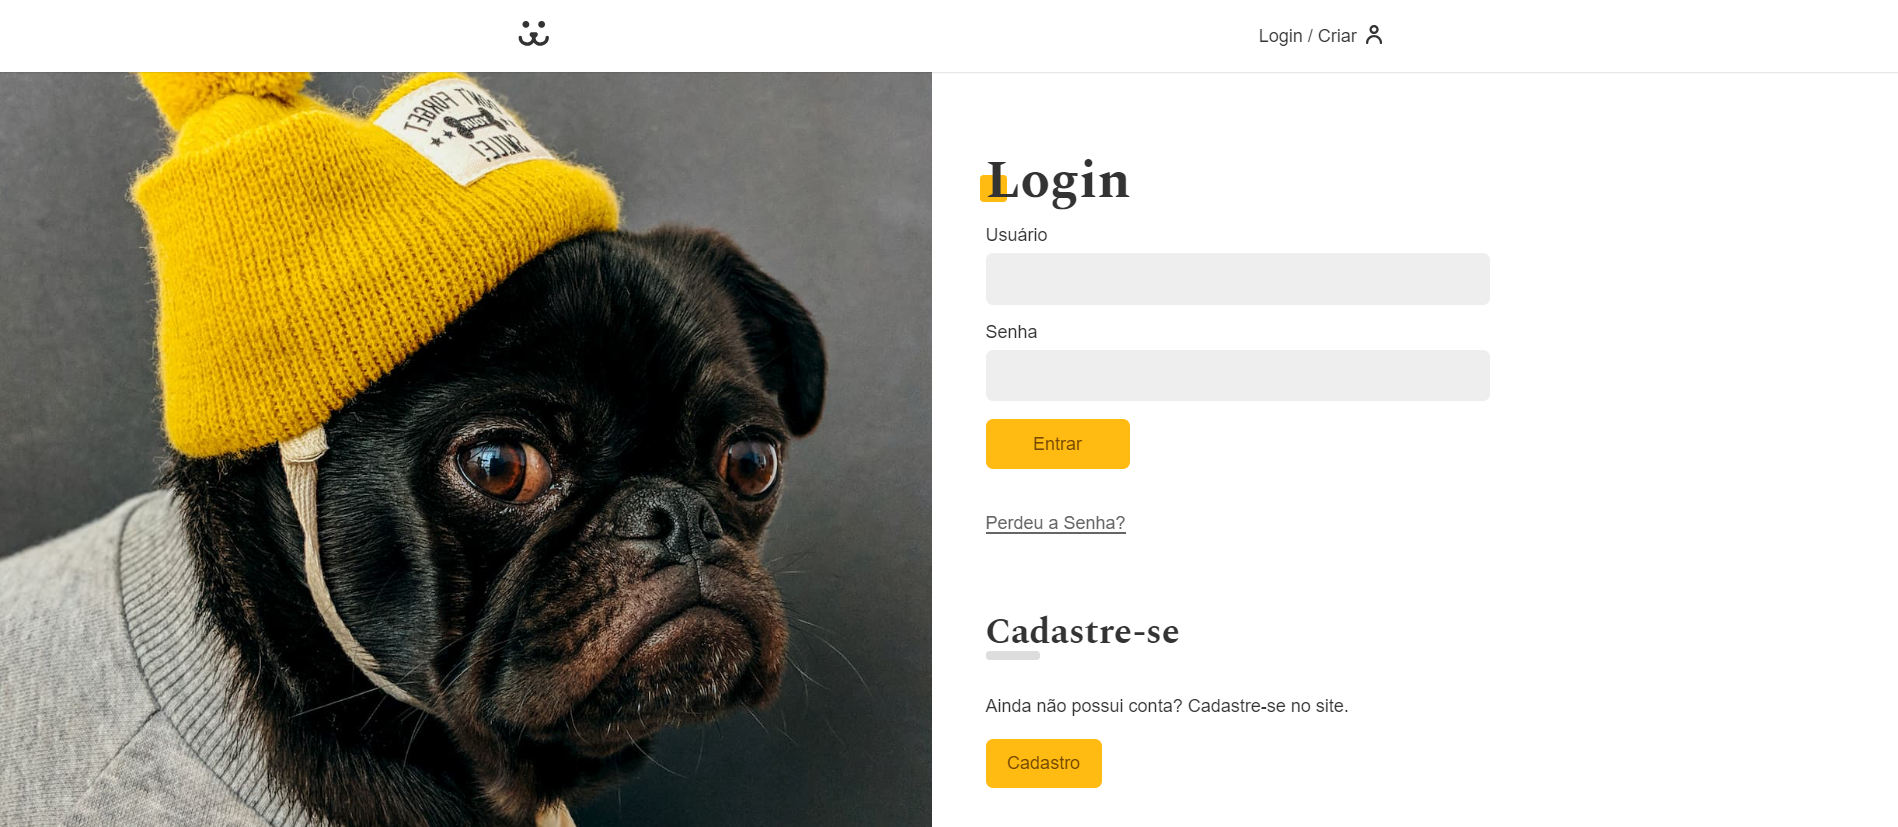 Login / Criar
DON'T FORGET
YOUR
SMILE!
Login
Usuário
Senha
Entrar
Perdeu a Senha?
Cadastre-se
Ainda não possui conta? Cadastre-se no site.
Cadastro